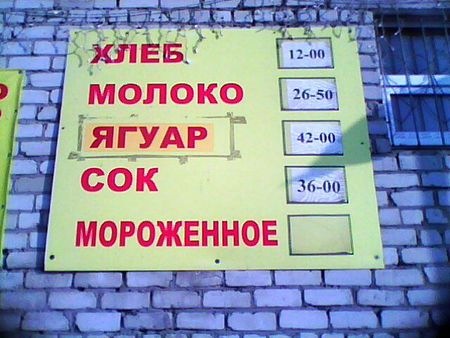 ХЛЕБ 12-00
МОЛОКО 26-50
ЯГУАР 42-00
СОК 36-00
МОРОЖЕННОЕ